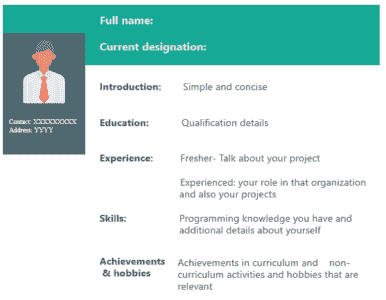 Full name:
Current designation:
Contact: XXXXXXXXX
Address: YYYY
Introduction: Simple and concise
Education: Qualification details
Experience: Fresher- Talk about your project
Experienced: your role in that organization
and also your projects
Skills: Programming knowledge you have and
additional details about yourself
Achievements Achievements in curriculum and non-
& hobbies curriculum activities and hobbies that are
relevant